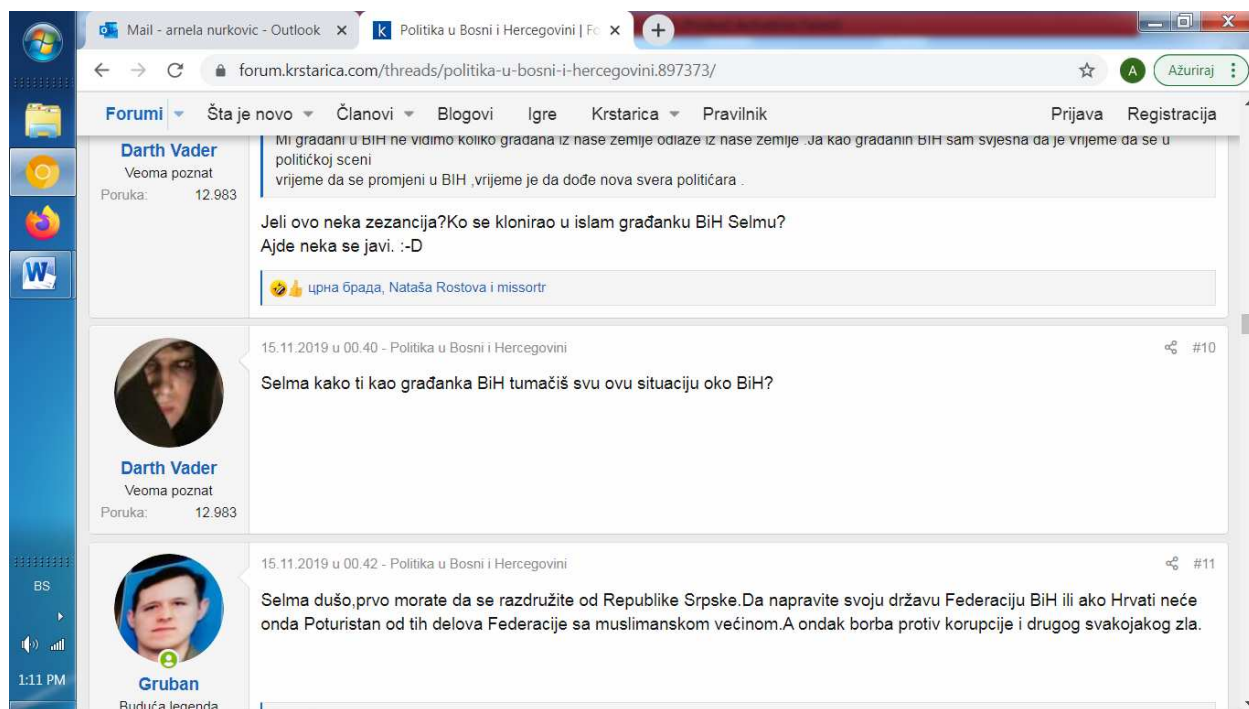 Mail - arnela nurkovic - Outlook
Politika u Bosni i Hercegovini | Fo
forum.krstarica.com/threads/politika-u-bosni-i-hercegovini.897373/
A
Ažuriraj
Forumi
Šta je novo
Članovi
Blogovi
Igre
Krstarica
Pravilnik
Prijava
Registracija
Darth Vader
Veoma poznat
Poruka: 12.983
Mi građani u BIH ne vidimo koliko građana iz naše zemlje odlaze iz naše zemlje .Ja kao građanin BIH sam svjesna da je vrijeme da se u
političkoj sceni
vrijeme da se promjeni u BIH ,vrijeme je da dođe nova svera političara .
Jeli ovo neka zezancija?Ko se klonirao u islam građanku BiH Selmu?
Ajde neka se javi. :-D
црна брада, Nataša Rostova i missortr
15.11.2019 u 00.40 - Politika u Bosni i Hercegovini
#10
Selma kako ti kao građanka BiH tumačiš svu ovu situaciju oko BiH?
Darth Vader
Veoma poznat
Poruka: 12.983
15.11.2019 u 00.42 - Politika u Bosni i Hercegovini
#11
Selma dušo,prvo morate da se razdružite od Republike Srpske.Da napravite svoju državu Federaciju BiH ili ako Hrvati neće
onda Poturistan od tih delova Federacije sa muslimanskom većinom.A ondak borba protiv korupcije i drugog svakojakog zla.
Gruban
Buduća legenda
BS
1:11 PM